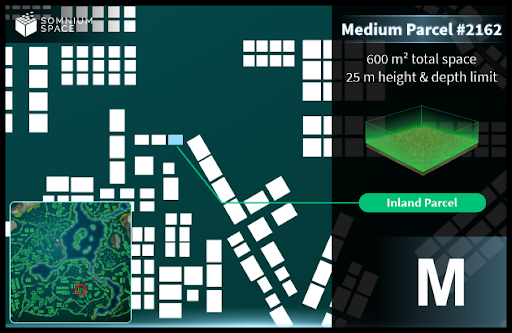 SOMNIUM
SPACE
Medium Parcel #2162
600 m² total space
25 m height & depth limit
Inland Parcel
M